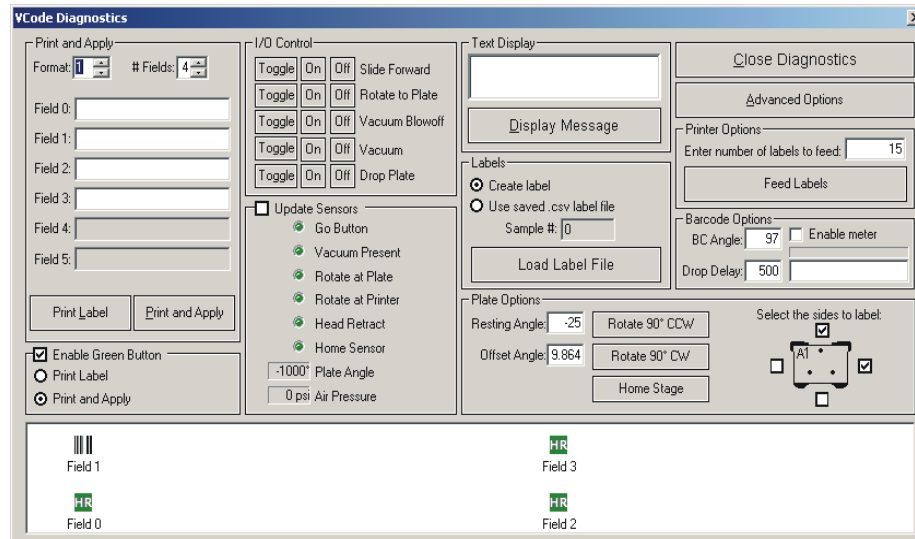 VCode Diagnostics
Print and Apply
Format: 1 # Fields: 4
Field 0:
Field 1:
Field 2:
Field 3:
Field 4:
Field 5:
Print Label Print and Apply
Enable Green Button
Print Label
Print and Apply
I/O Control
Toggle On Off Slide Forward
Toggle On Off Rotate to Plate
Toggle On Off Vacuum Blowoff
Toggle On Off Vacuum
Toggle On Off Drop Plate
Update Sensors
Go Button
Vacuum Present
Rotate at Plate
Rotate at Printer
Head Retract
Home Sensor
-1000° Plate Angle
0 psi Air Pressure
Text Display
Display Message
Labels
Create label
Use saved .csv label file
Sample #: 0
Load Label File
Close Diagnostics
Advanced Options
Printer Options
Enter number of labels to feed: 15
Feed Labels
Barcode Options
BC Angle: 97 Enable meter
Drop Delay: 500
Plate Options
Resting Angle: -25 Rotate 90° CCW
Offset Angle: 9.864 Rotate 90° CW
Home Stage
Select the sides to label:
A1
Field 1
HR
Field 3
HR
Field 0
HR
Field 2